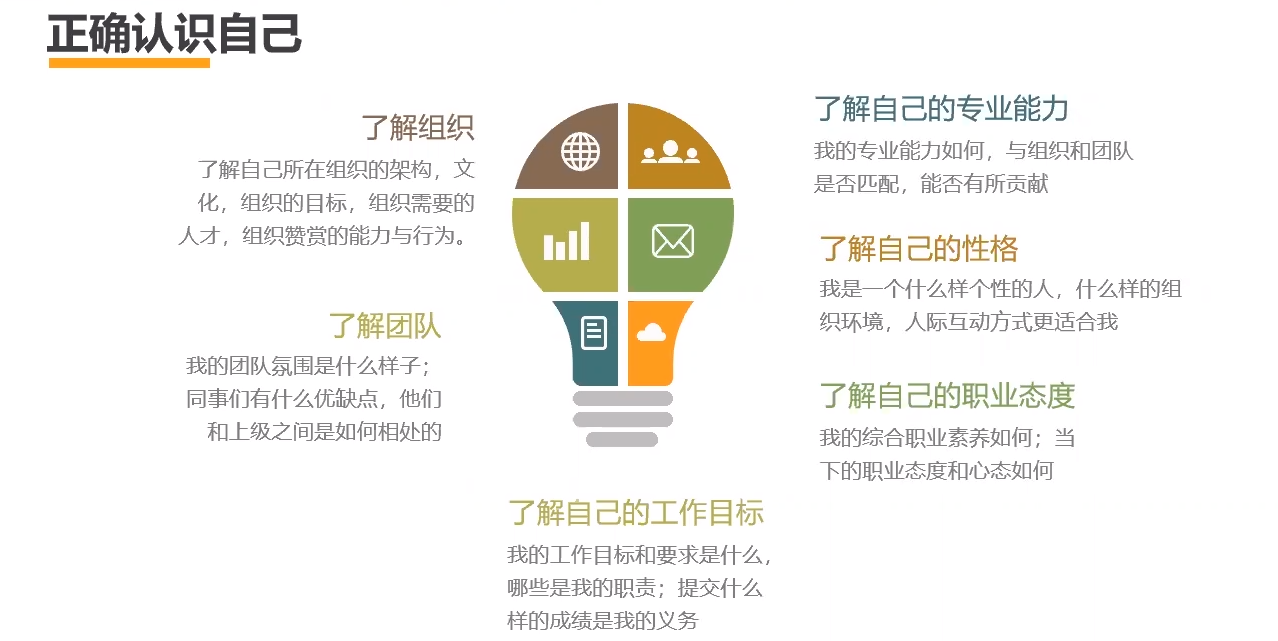 正确认识自己
了解组织
了解自己所在组织的架构，文
化，组织的目标，组织需要的
人才，组织赞赏的能力与行为。
了解团队
我的团队氛围是什么样子；
同事们有什么优缺点，他们
和上级之间是如何相处的
了解自己的专业能力
我的专业能力如何，与组织和团队
是否匹配，能否有所贡献
了解自己的性格
我是一个什么样个性的人，什么样的组
织环境，人际互动方式更适合我
了解自己的职业态度
我的综合职业素养如何；当
下的职业态度和心态如何
了解自己的工作目标
我的工作目标和要求是什么，
哪些是我的职责；提交什么
样的成绩是我的义务